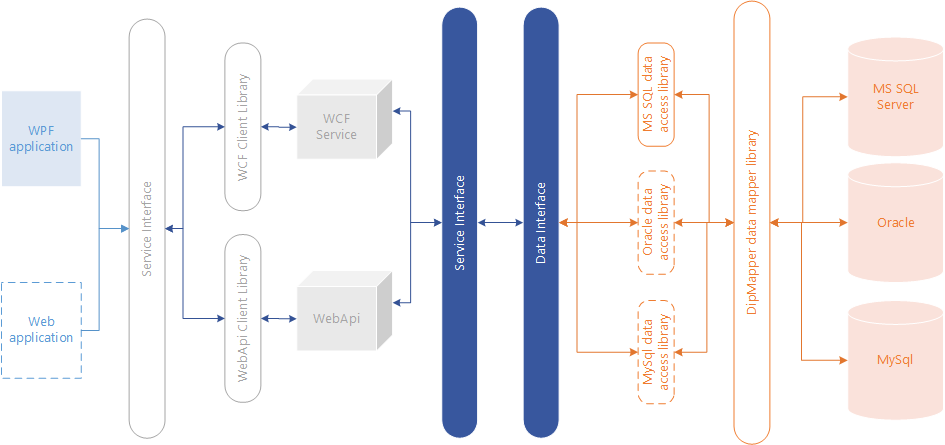 WPF
application
Web
application
Service Interface
WCF Client Library
WebApi Client Library
WCF
Service
WebApi
Service Interface
Data Interface
MS SQL data
access library
Oracle data
access library
MySql data
access library
DipMapper data mapper library
MS SQL
Server
Oracle
MySql